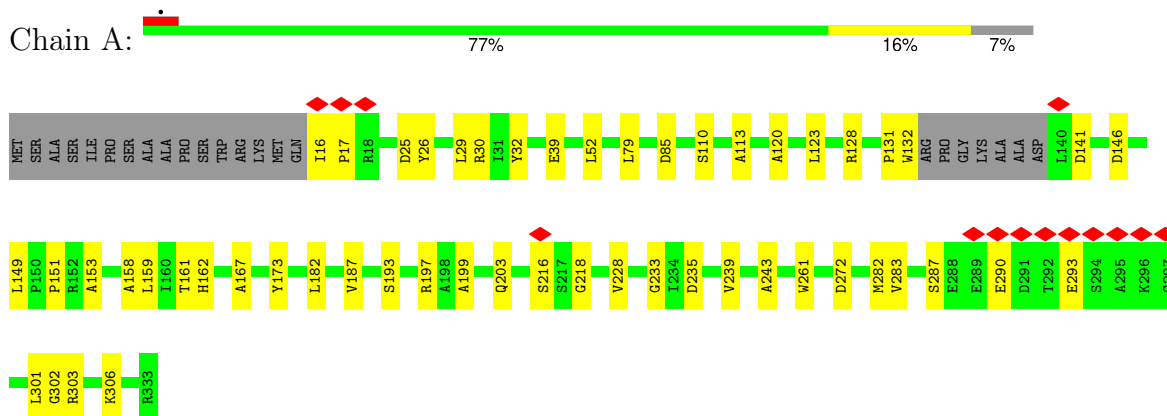 Chain A:
77% 16% 7%
MET SER ALA SER ILE PRO SER ALA ALA PRO SER TRP ARG LYS MET GLN I16 P17 R18 D25 Y26 L29 R30 I31 Y32 E39 L52 L79 D85 S110 A113 A120 L123 R128 P131 W132 ARG PRO GLY LYS ALA ALA ASP L140 D141 D146
L149 P150 P151 R152 A153 A158 L159 I160 T161 H162 A167 Y173 L182 V187 S193 R197 A198 A199 Q203 S216 S217 G218 V228 G233 I234 D235 V239 A243 W261 D272 M282 V283 S287 E288 E289 E290 D291 T292 E293 S294 A295 K296
L301 G302 R303 K306 R333